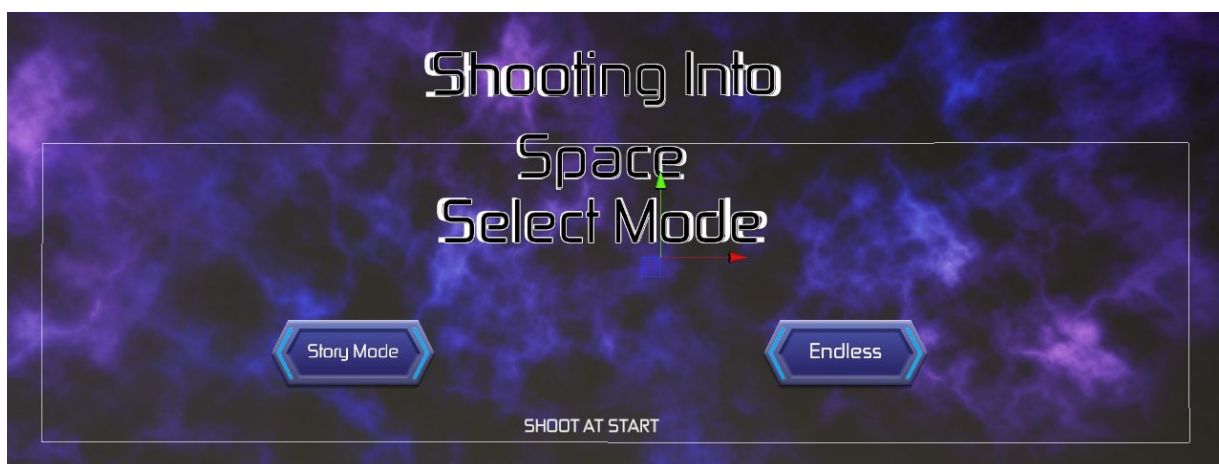 Shooting Into
Space
Select Mode
Story Mode
Endless
SHOOT AT START